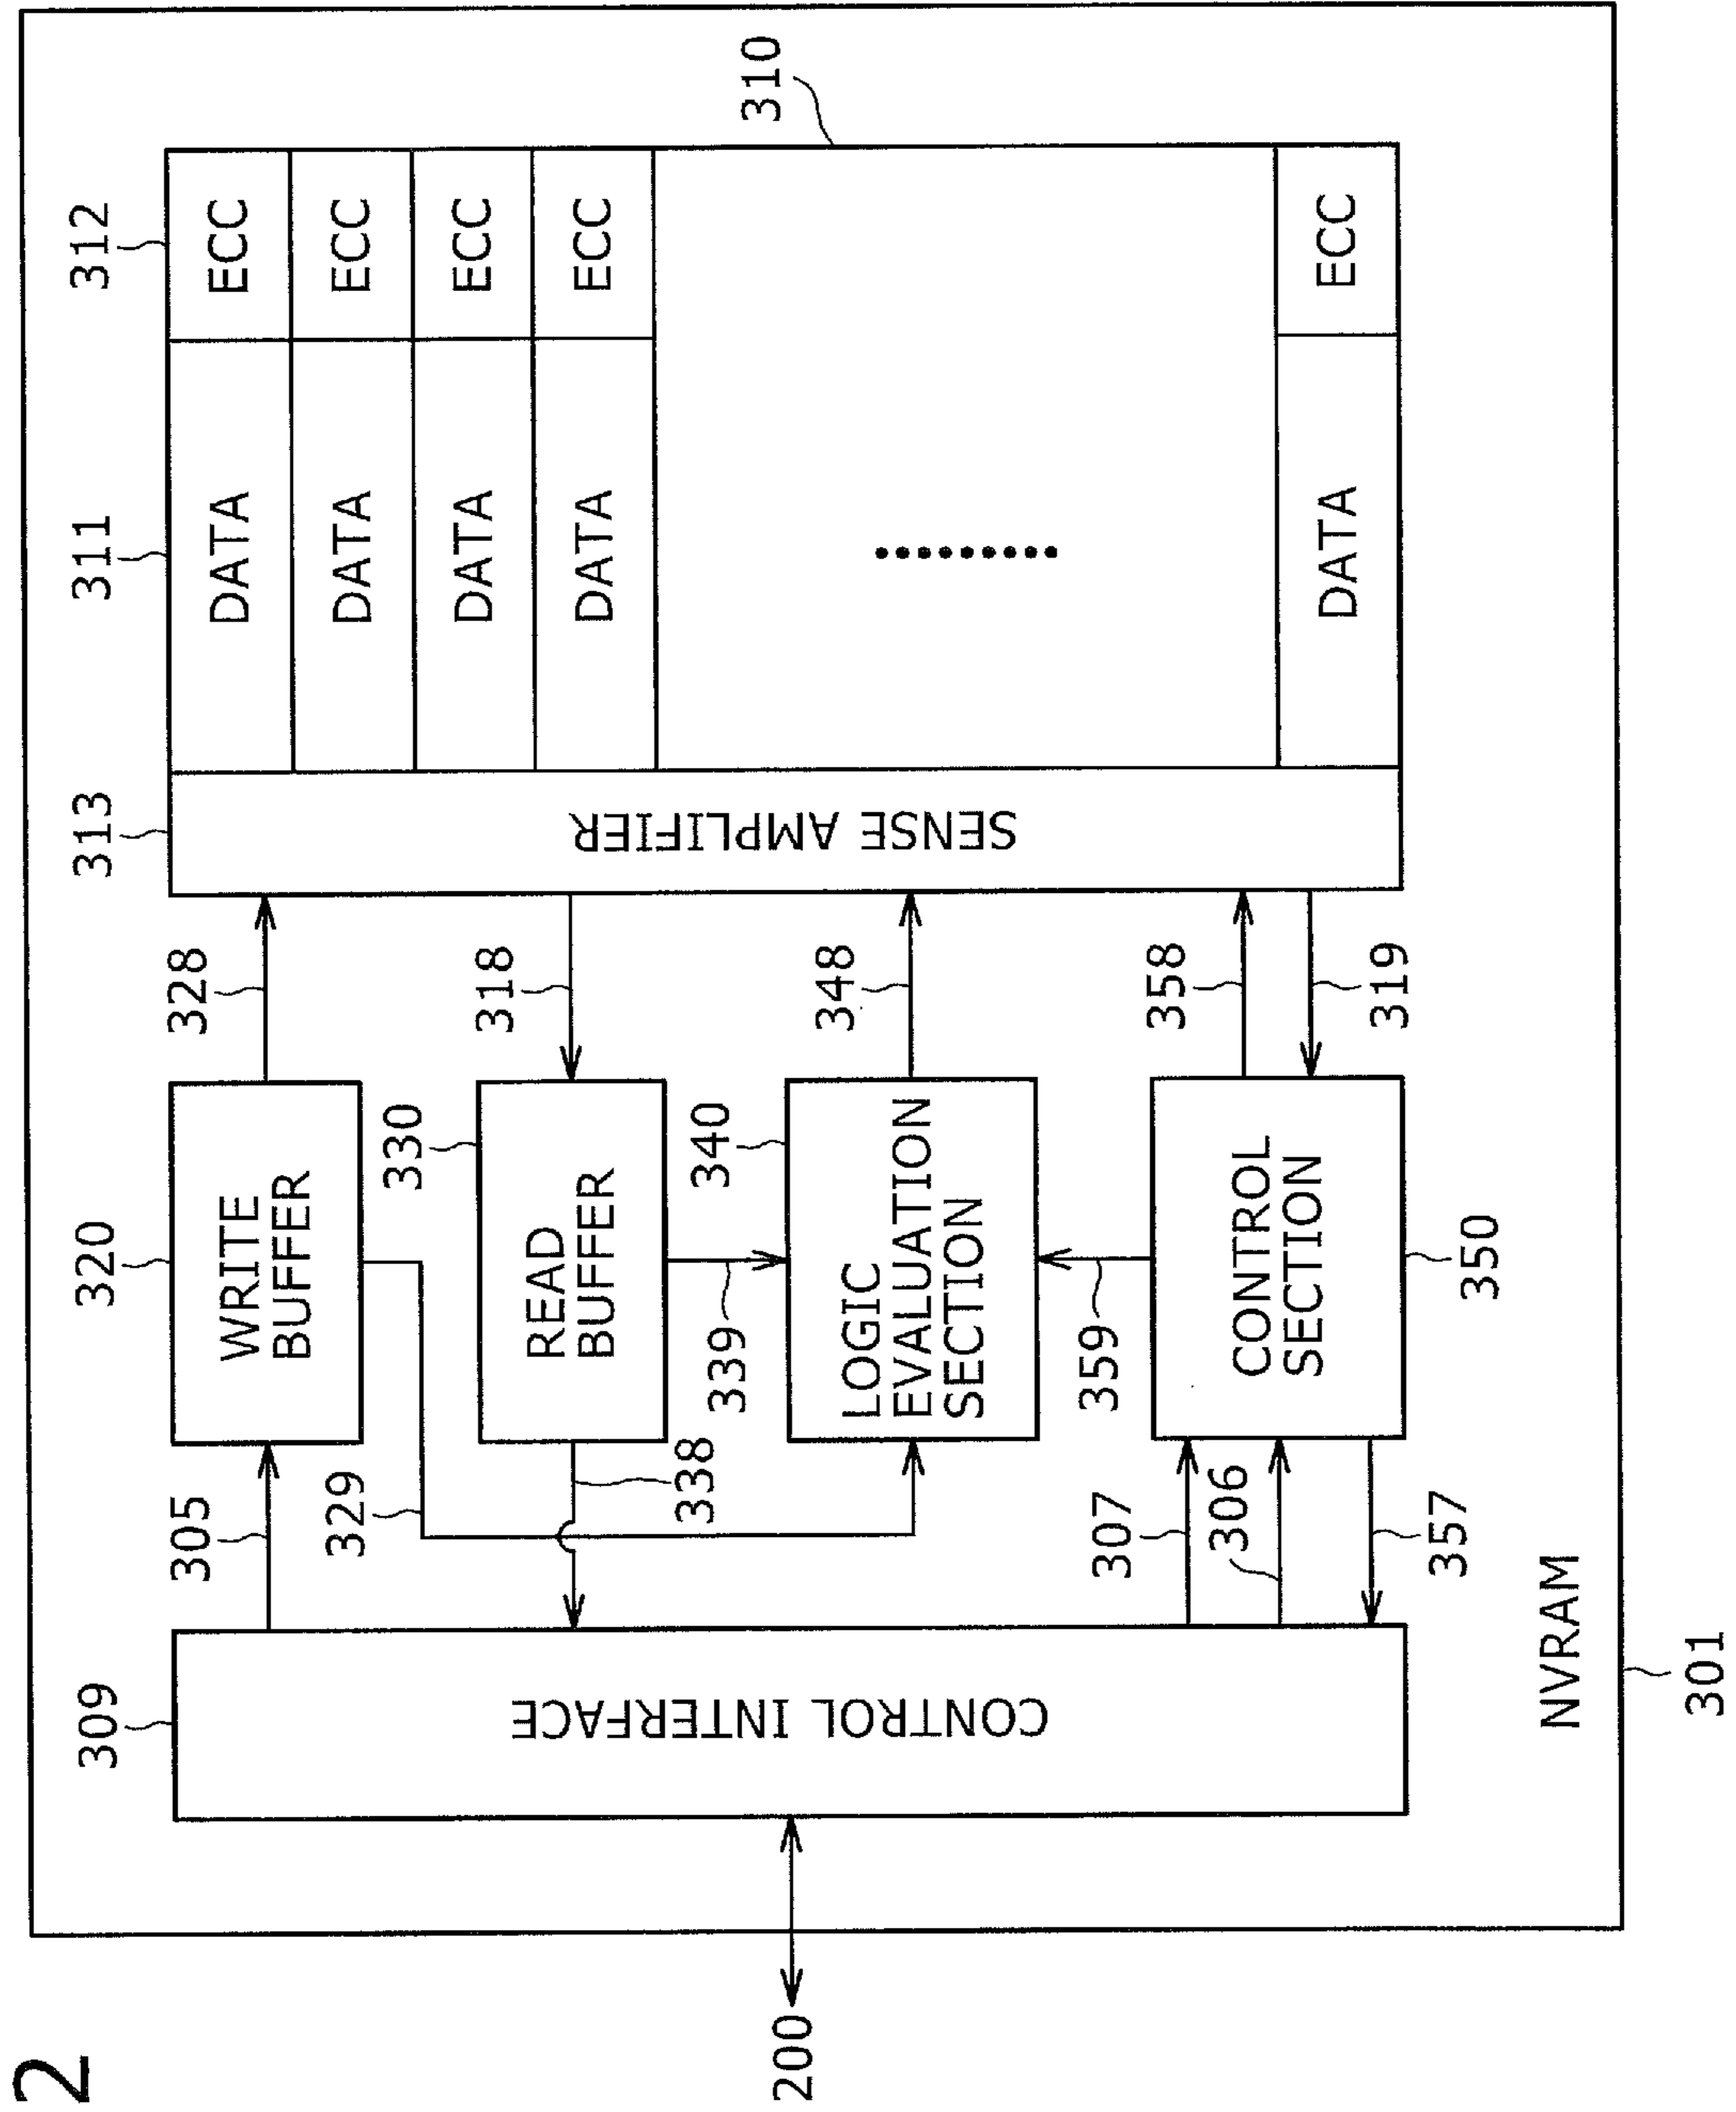 2
NVRAM
301
200
309
CONTROL INTERFACE
305
329
338
307
306
357
320
WRITE
BUFFER
330
READ
BUFFER
339
340
LOGIC
EVALUATION
SECTION
359
CONTROL
SECTION
350
328
318
348
358
319
313
SENSE AMPLIFIER
311
312
310
DATA ECC
DATA ECC
DATA ECC
DATA ECC
.........
DATA ECC